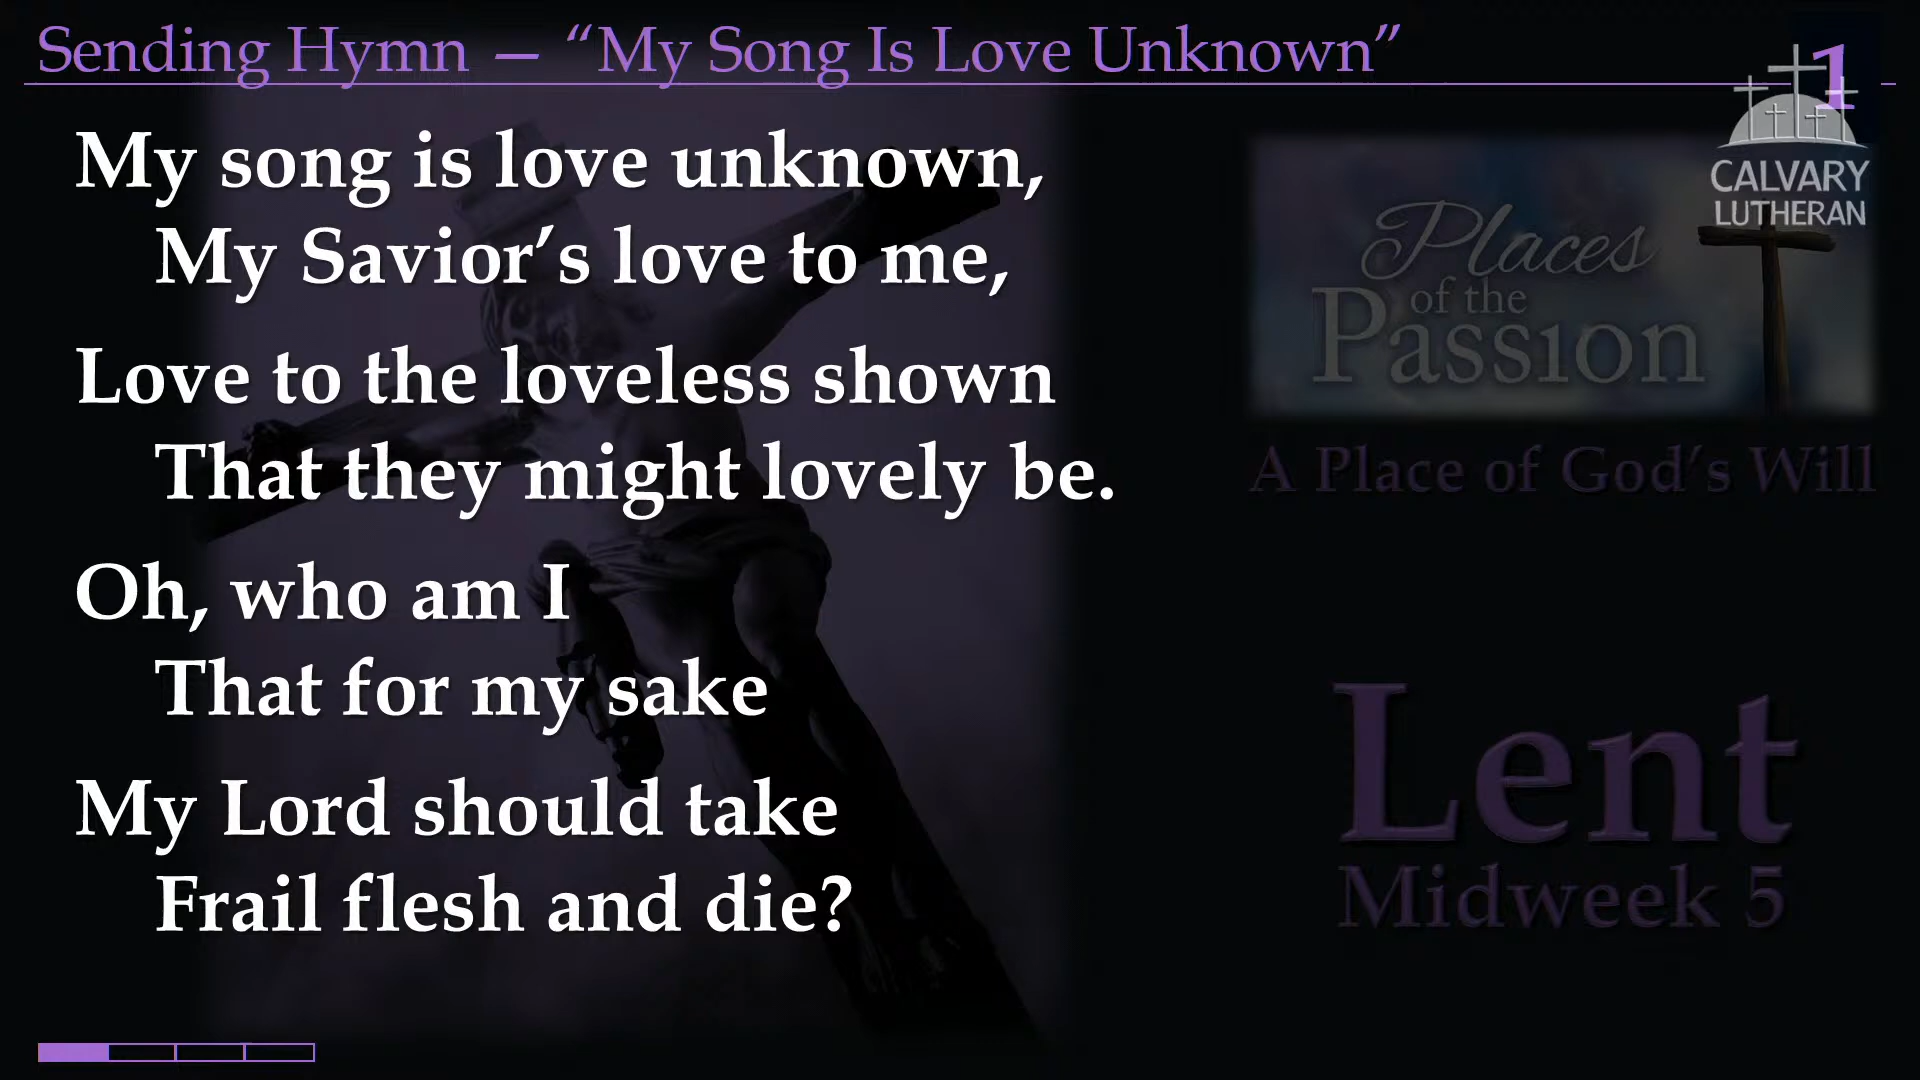 Sending Hymn — “My Song Is Love Unknown”
1
CALVARY
LUTHERAN
My song is love unknown,
My Savior’s love to me,
Love to the loveless shown
That they might lovely be.
Oh, who am I
That for my sake
My Lord should take
Frail flesh and die?
Places
of the
Passion
A Place of God’s Will
Lent
Midweek 5